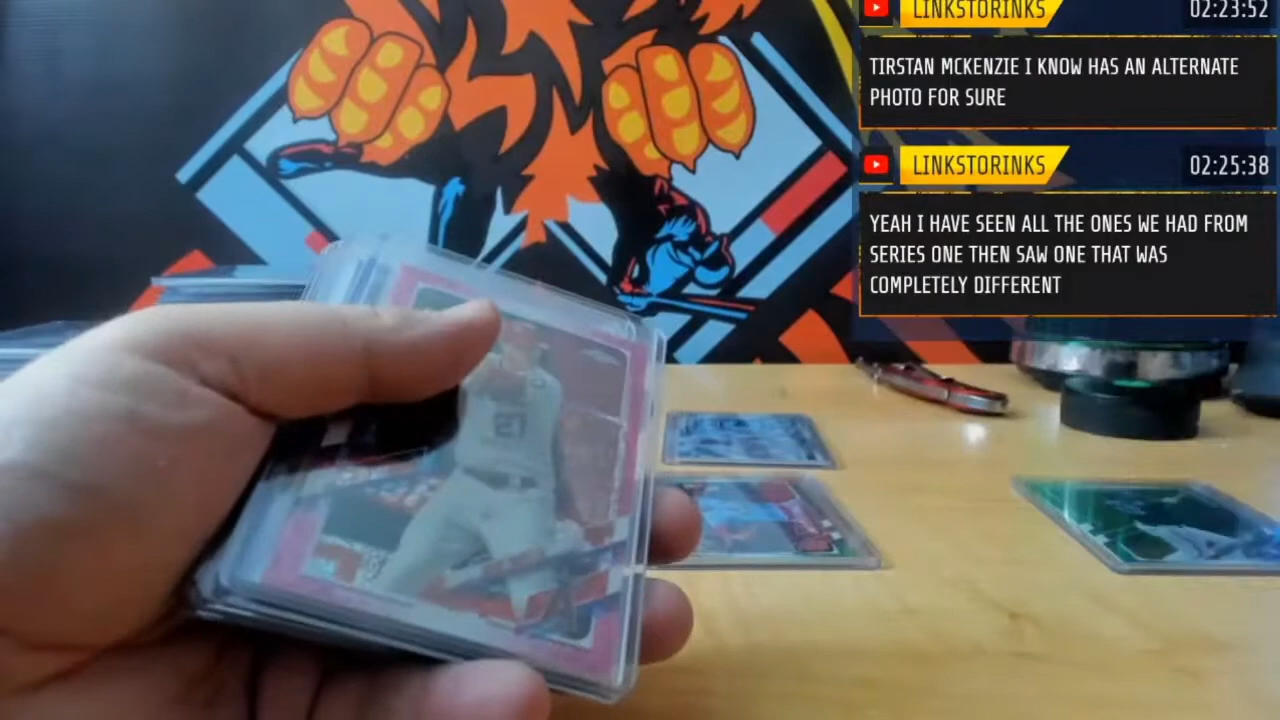 LINKSTORINKS 02:23:52
TIRSTAN MCKENZIE I KNOW HAS AN ALTERNATE
PHOTO FOR SURE
LINKSTORINKS 02:25:38
YEAH I HAVE SEEN ALL THE ONES WE HAD FROM
SERIES ONE THEN SAW ONE THAT WAS
COMPLETELY DIFFERENT